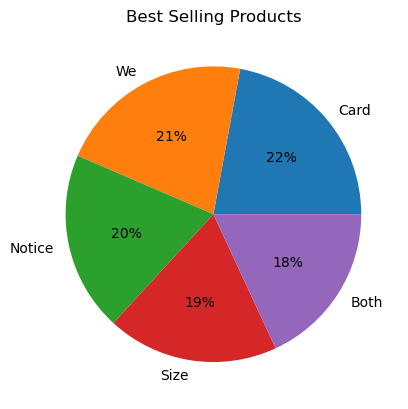 Best Selling Products
We
Card
21%
22%
Notice
20%
18%
19%
Both
Size